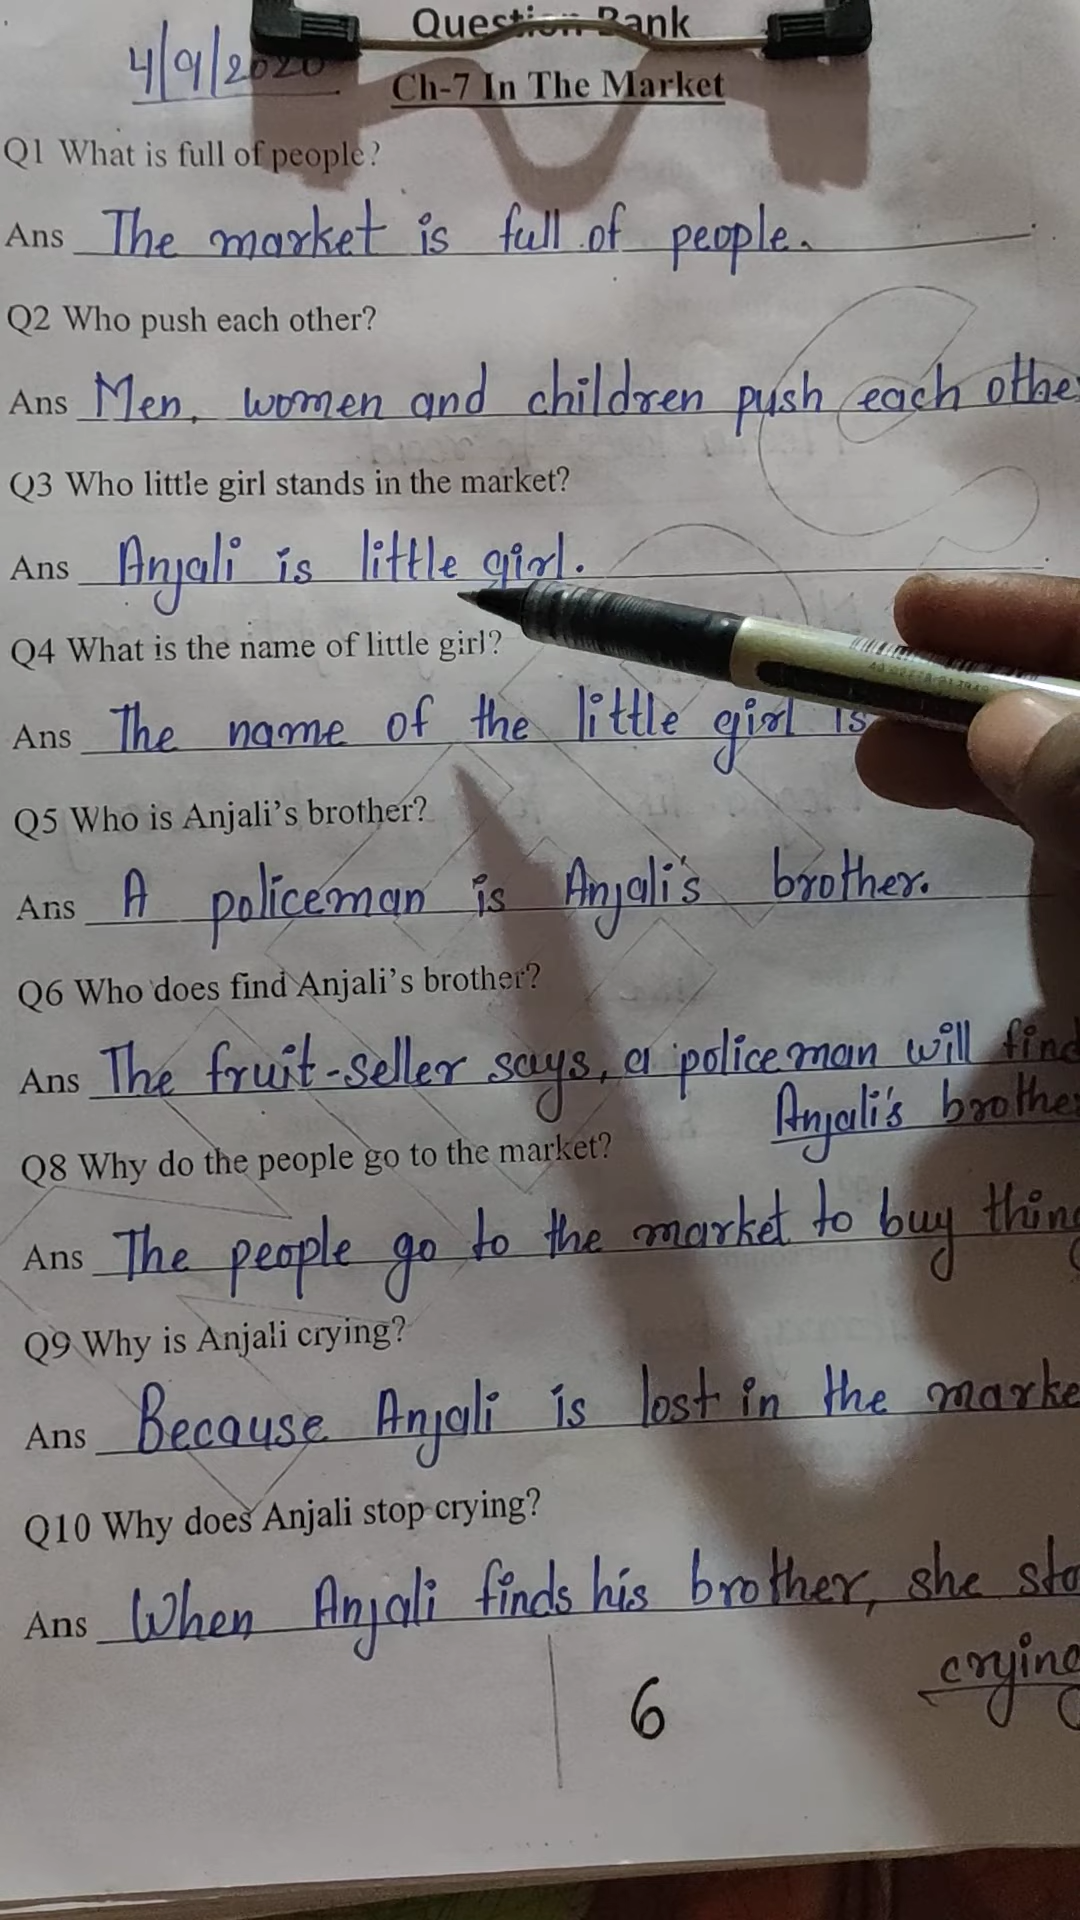 Question Bank
4/9/2020
Ch-7 In The Market
Q1 What is full of people?
Ans The market is full of people.
Q2 Who push each other?
Ans Men, women and children push each othe
Q3 Who little girl stands in the market?
Ans Anjali is little girl.
Q4 What is the name of little girl?
Ans The name of the little girl is
Q5 Who is Anjali's brother?
Ans A policeman is Anjali's brother.
Q6 Who does find Anjali's brother?
Ans The fruit-seller says, a policeman will find
Anjali's brother
Q8 Why do the people go to the market?
Ans The people go to the market to buy thing
Q9 Why is Anjali crying?
Ans Because Anjali is lost in the marke
Q10 Why does Anjali stop crying?
Ans When Anjali finds his brother, she sto
crying
6